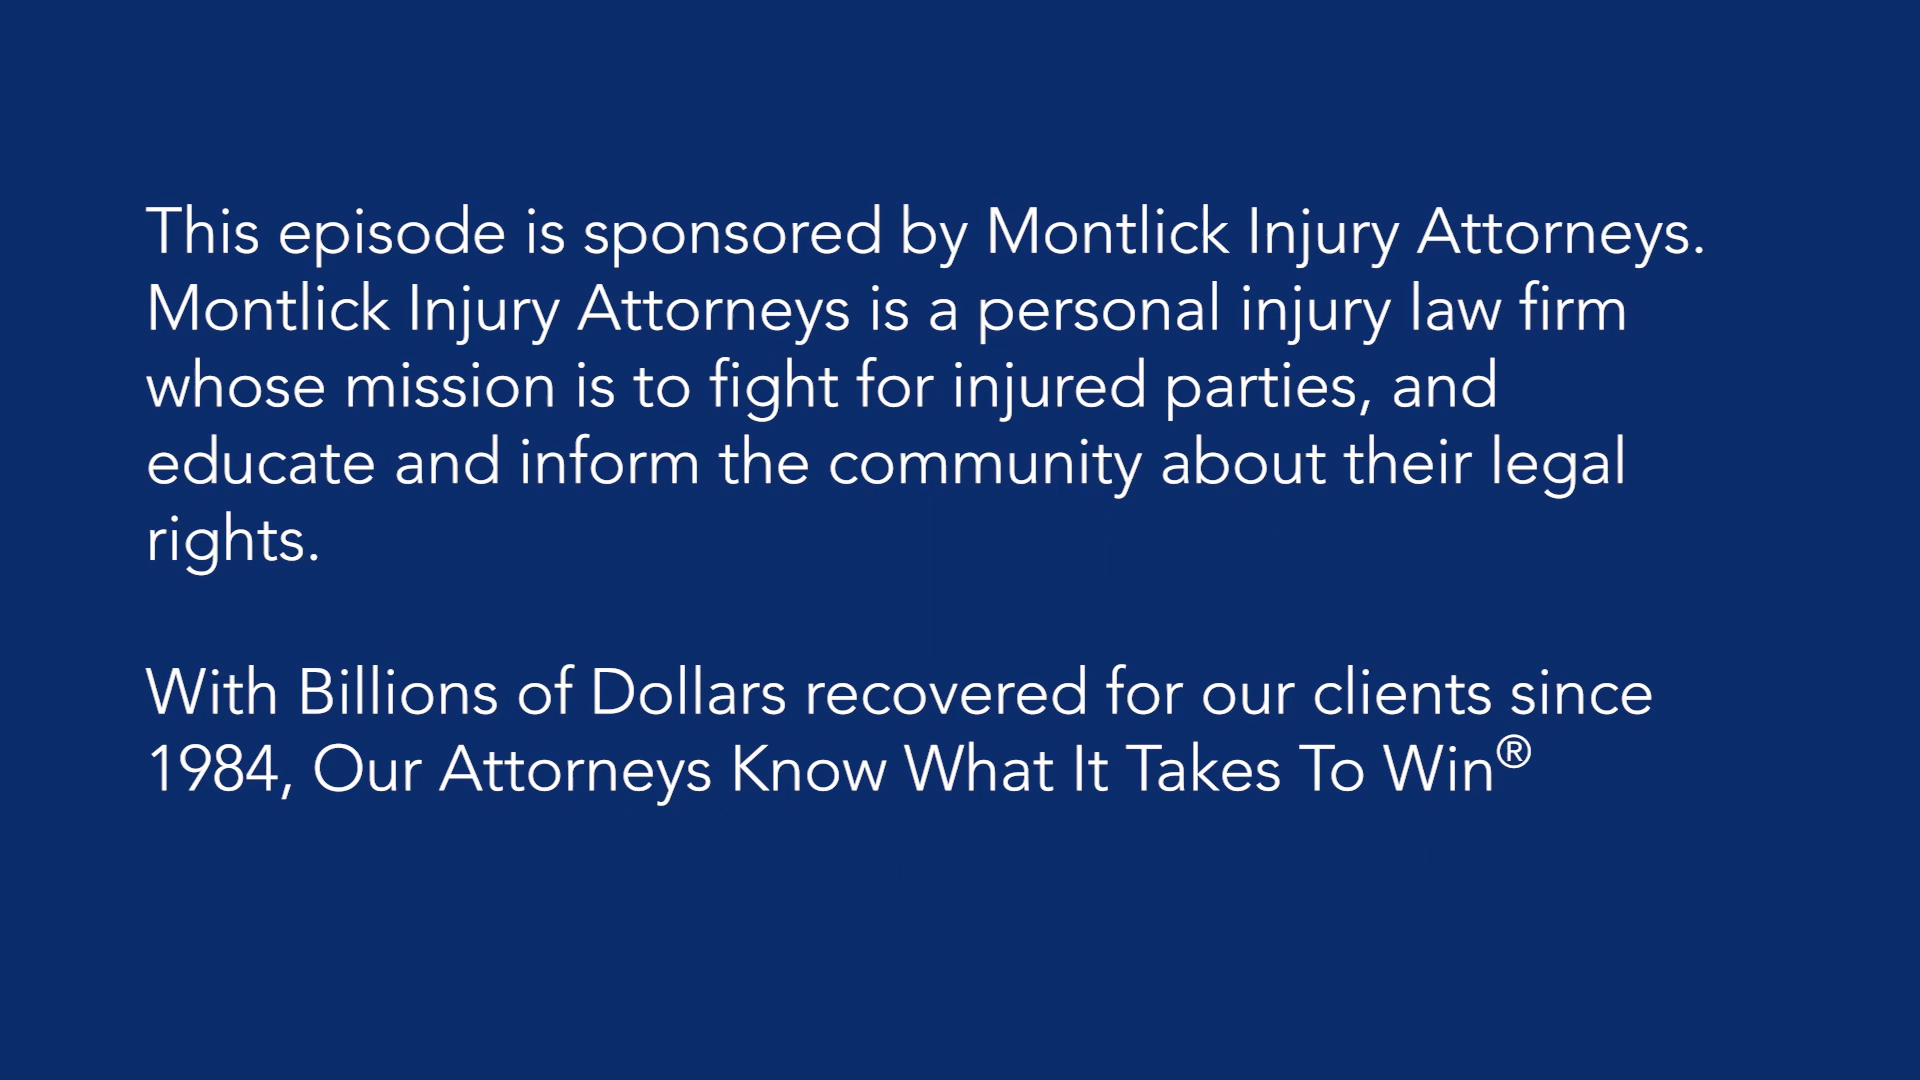 This episode is sponsored by Montlick Injury Attorneys.
Montlick Injury Attorneys is a personal injury law firm
whose mission is to fight for injured parties, and
educate and inform the community about their legal
rights.
With Billions of Dollars recovered for our clients since
1984, Our Attorneys Know What It Takes To Win®